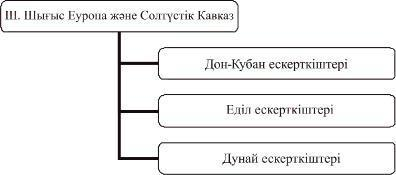 III. Шығыс Еуропа және Солтүстік Кавказ
Дон-Кубан ескерткіштері
Еділ ескерткіштері
Дунай ескерткіштері